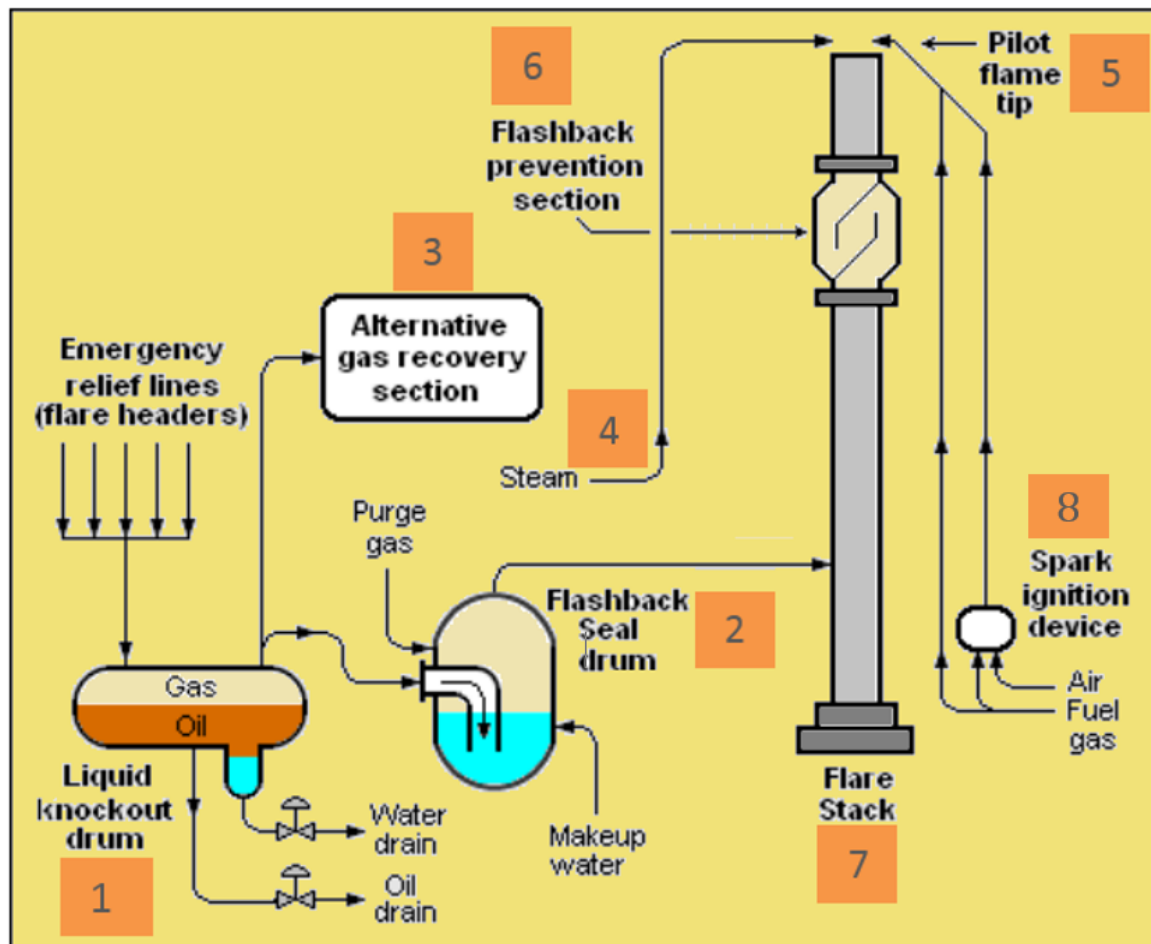 6
Flashback
prevention
section
Pilot
flame
tip
5
3
Alternative
gas recovery
section
Emergency
relief lines
(flare headers)
4
Steam
Purge
gas
Flashback
Seal
drum
2
8
Spark
ignition
device
Air
Fuel
gas
Gas
Oil
Liquid
knockout
drum
1
Water
drain
Oil
drain
Makeup
water
Flare
Stack
7